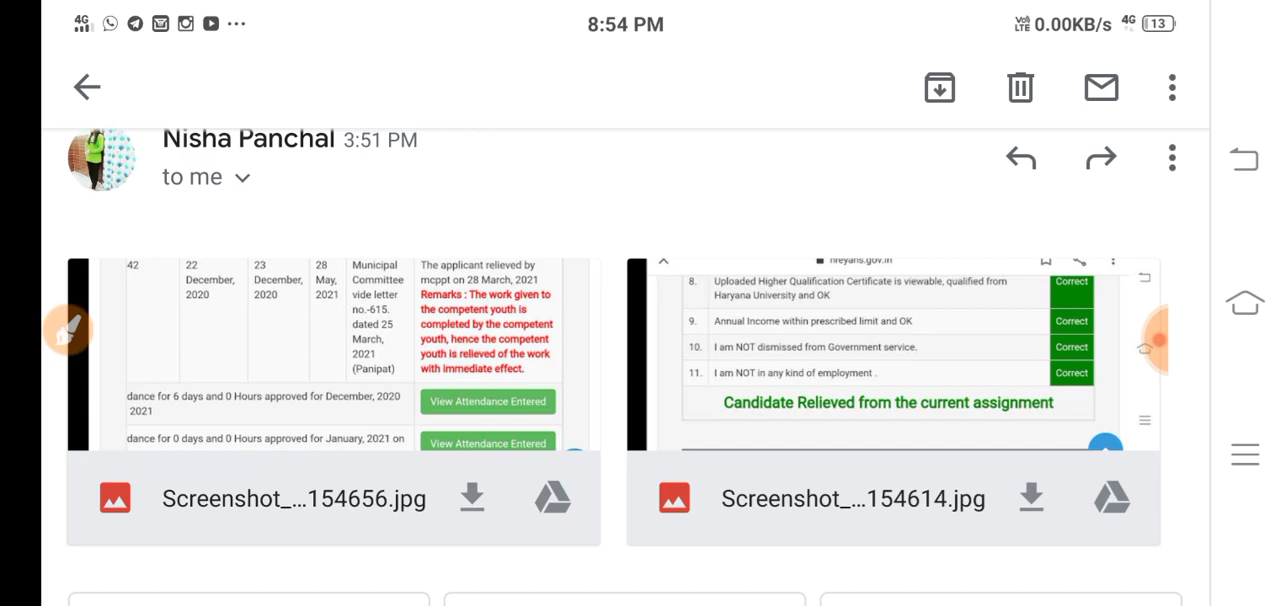 4G 8:54 PM Vo) LTE 0.00KB/s 4G 13
Nisha Panchal 3:51 PM
to me
42
22
December,
2020
23
December,
2020
28
May,
2021
Municipal
Committee
vide letter
no.-615.
dated 25
March,
2021
(Panipat)
The applicant relieved by
mcppt on 28 March, 2021
Remarks : The work given to
the competent youth is
completed by the competent
youth, hence the competent
youth is relieved of the work
with immediate effect.
dance for 6 days and 0 Hours approved for December, 2020
2021
View Attendance Entered
dance for 0 days and 0 Hours approved for January, 2021 on
View Attendance Entered
hreyahs.gov.in
8. Uploaded Higher Qualification Certificate is viewable, qualified from
Haryana University and OK
Correct
9. Annual Income within prescribed limit and OK Correct
10. I am NOT dismissed from Government service. Correct
11. I am NOT in any kind of employment . Correct
Candidate Relieved from the current assignment
Screenshot_...154656.jpg
Screenshot_...154614.jpg